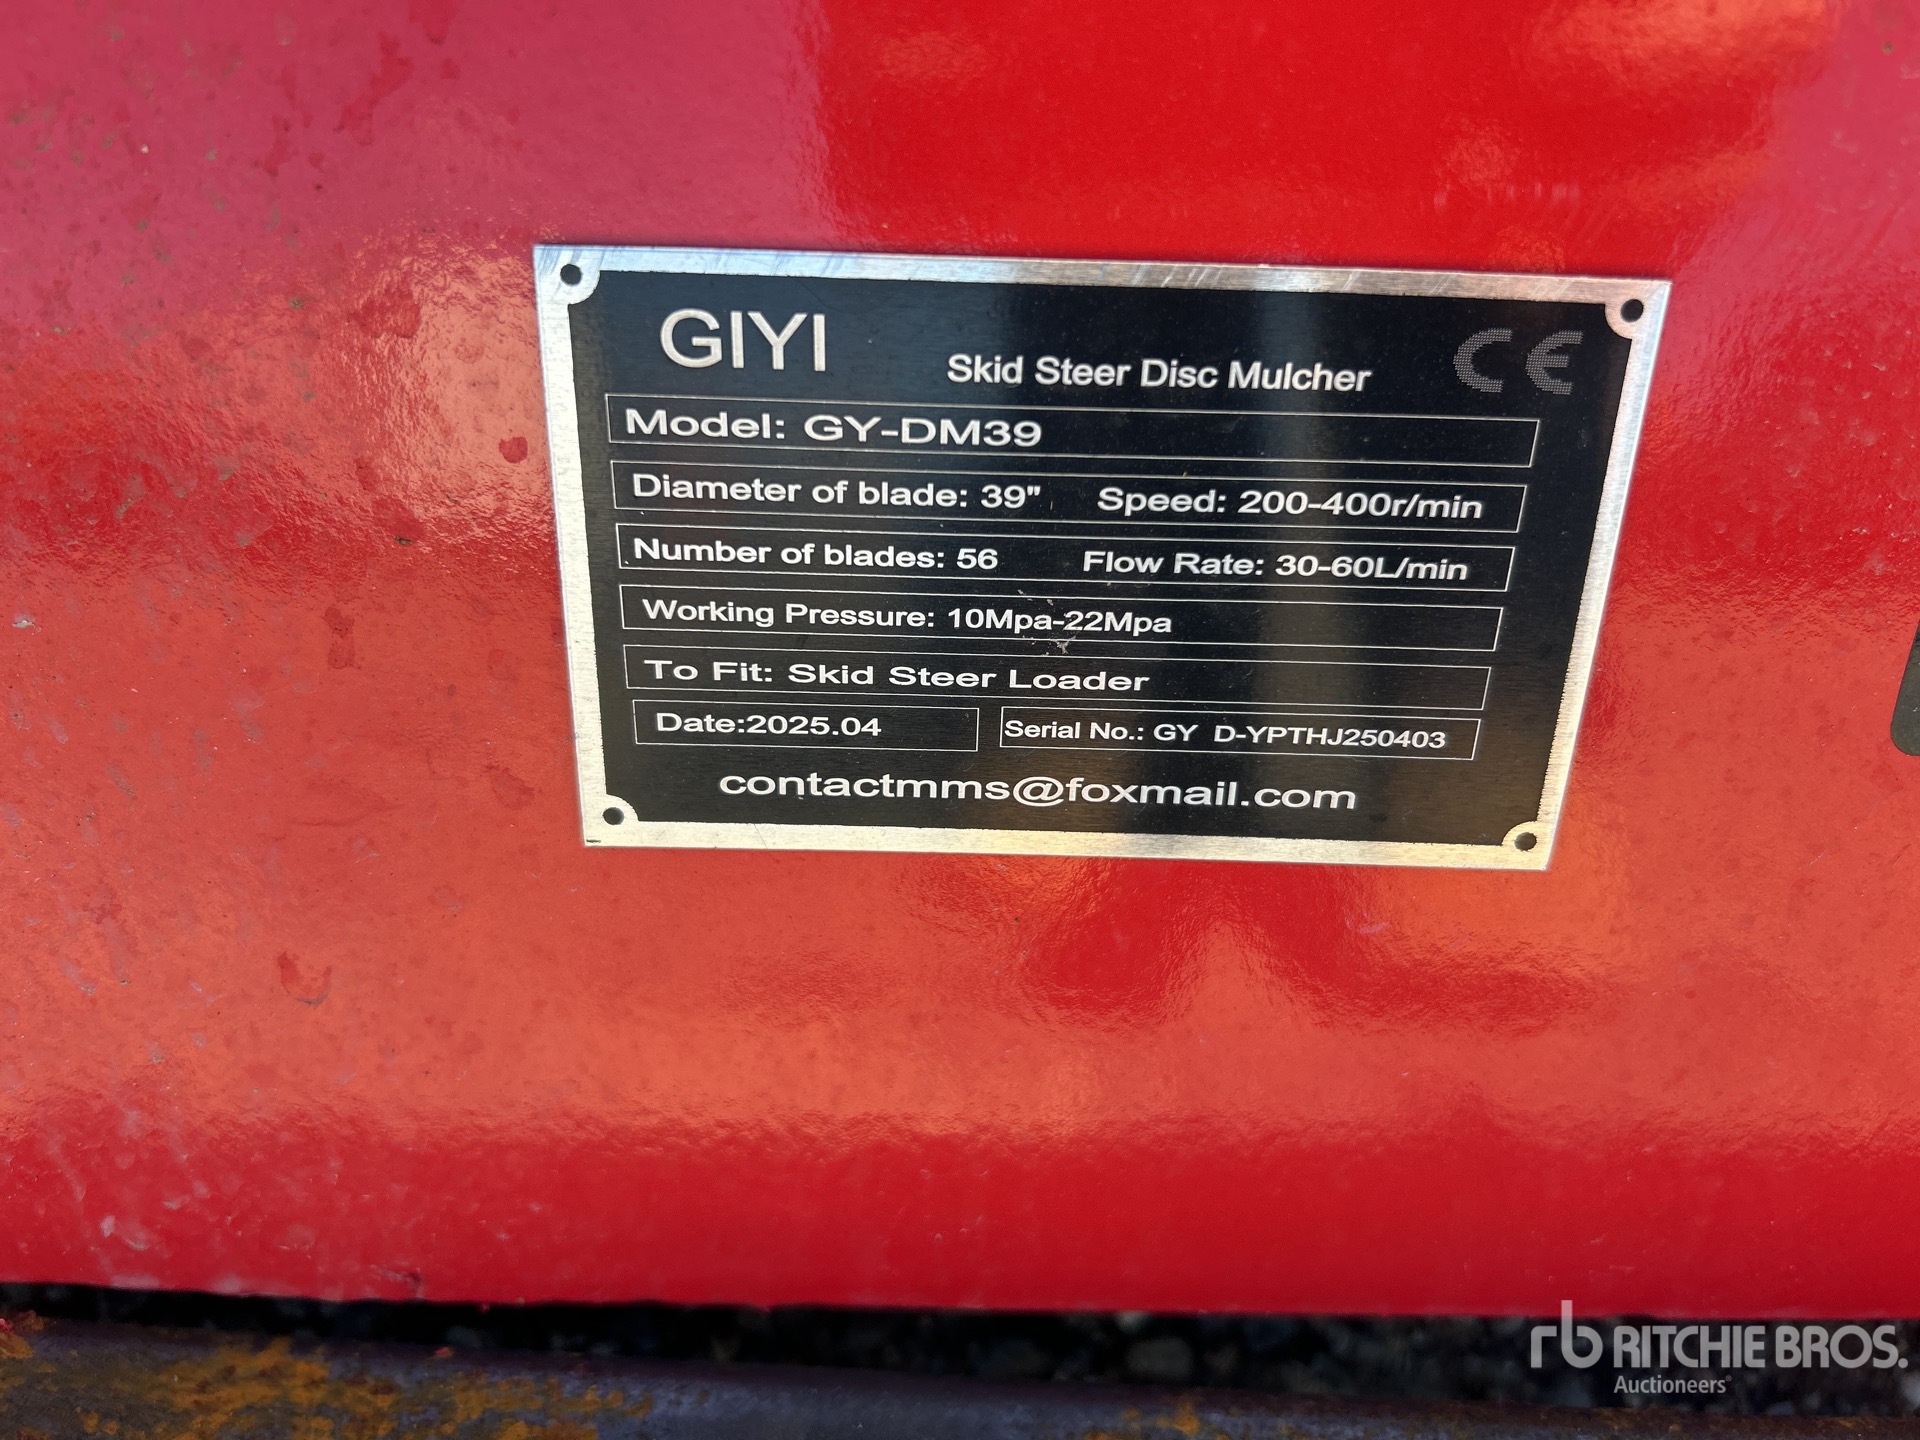 GIYI
Skid Steer Disc Mulcher
CE
Model: GY-DM39
Diameter of blade: 39" Speed: 200-400r/min
Number of blades: 56 Flow Rate: 30-60L/min
Working Pressure: 10Mpa-22Mpa
To Fit: Skid Steer Loader
Date:2025.04 Serial No.: GY D-YPTHJ250403
contactmms@foxmail.com
rb RITCHIE BROS.
Auctioneers